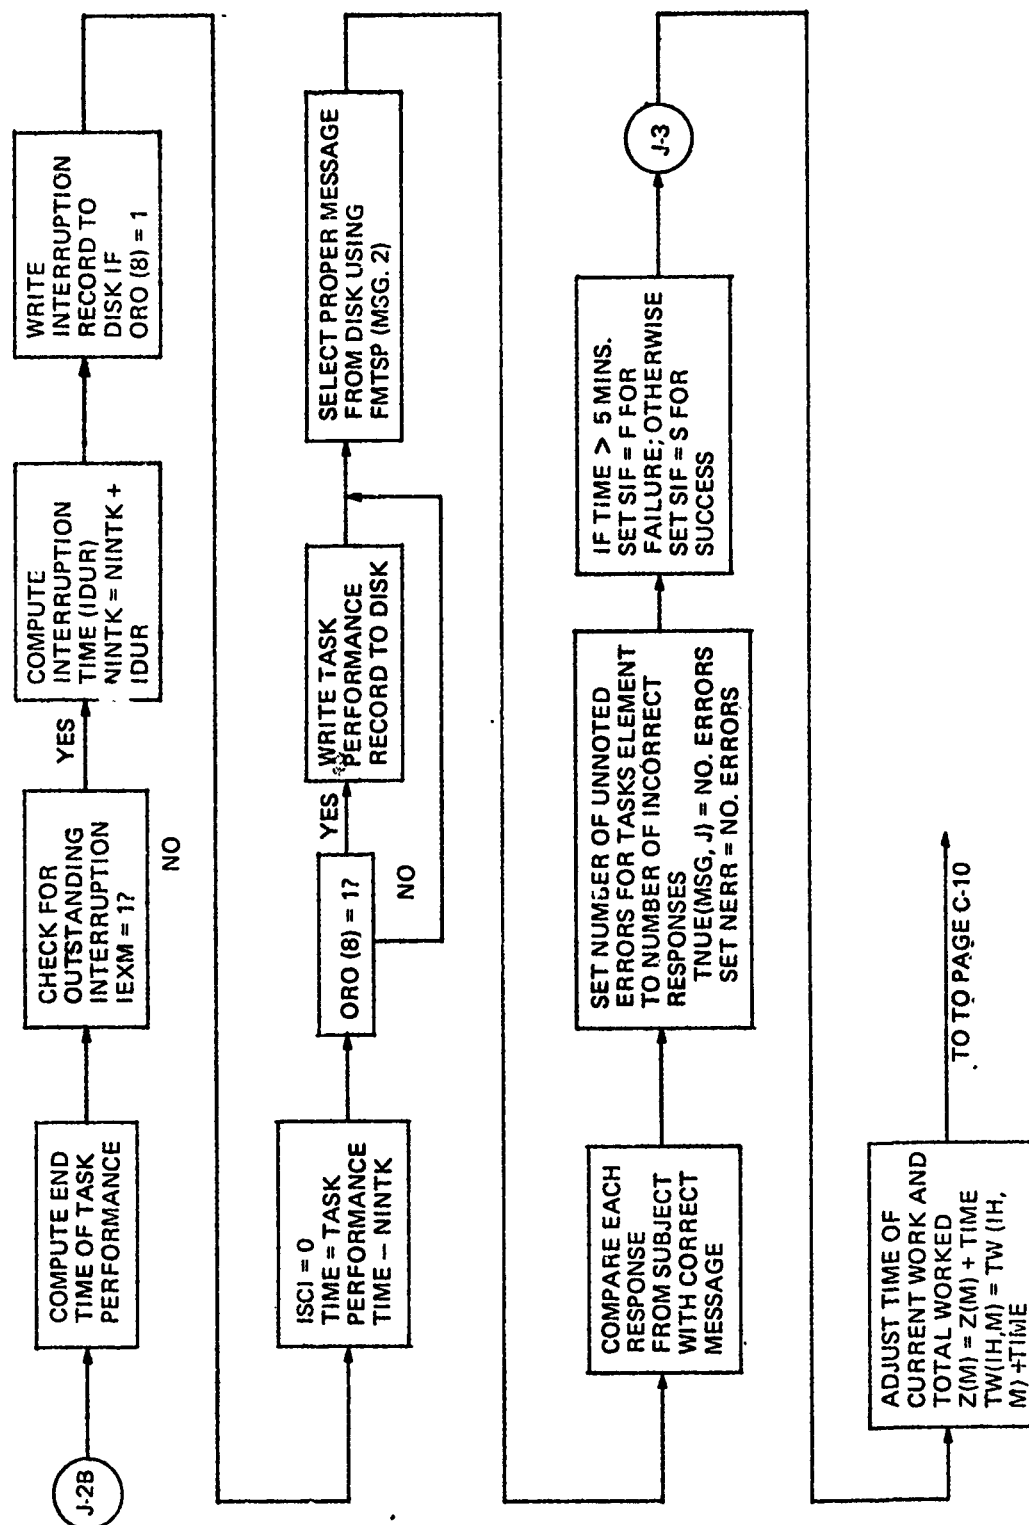 J-2B
COMPUTE END
TIME OF TASK
PERFORMANCE
CHECK FOR
OUTSTANDING
INTERRUPTION
IEXM = 1?
YES
NO
COMPUTE
INTERRUPTION
TIME (IDUR)
NINTK = NINTK +
IDUR
WRITE
INTERRUPTION
RECORD TO
DISK IF
ORO (8) = 1
ISCI = 0
TIME = TASK
PERFORMANCE
TIME – NINTK
ORO (8) = 1?
YES
NO
WRITE TASK
PERFORMANCE
RECORD TO DISK
SELECT PROPER MESSAGE
FROM DISK USING
FMTSP (MSG. 2)
COMPARE EACH
RESPONSE
FROM SUBJECT
WITH CORRECT
MESSAGE
SET NUMBER OF UNNOTED
ERRORS FOR TASKS ELEMENT
TO NUMBER OF INCORRECT
RESPONSES
TNUE(MSG, J) = NO. ERRORS
SET NERR = NO. ERRORS
IF TIME > 5 MINS.
SET SIF = F FOR
FAILURE; OTHERWISE
SET SIF = S FOR
SUCCESS
J-3
ADJUST TIME OF
CURRENT WORK AND
TOTAL WORKED
Z(M) = Z(M) + TIME
TW(IH,M) = TW (IH,
M) +TIME
TO TO PAGE C-10